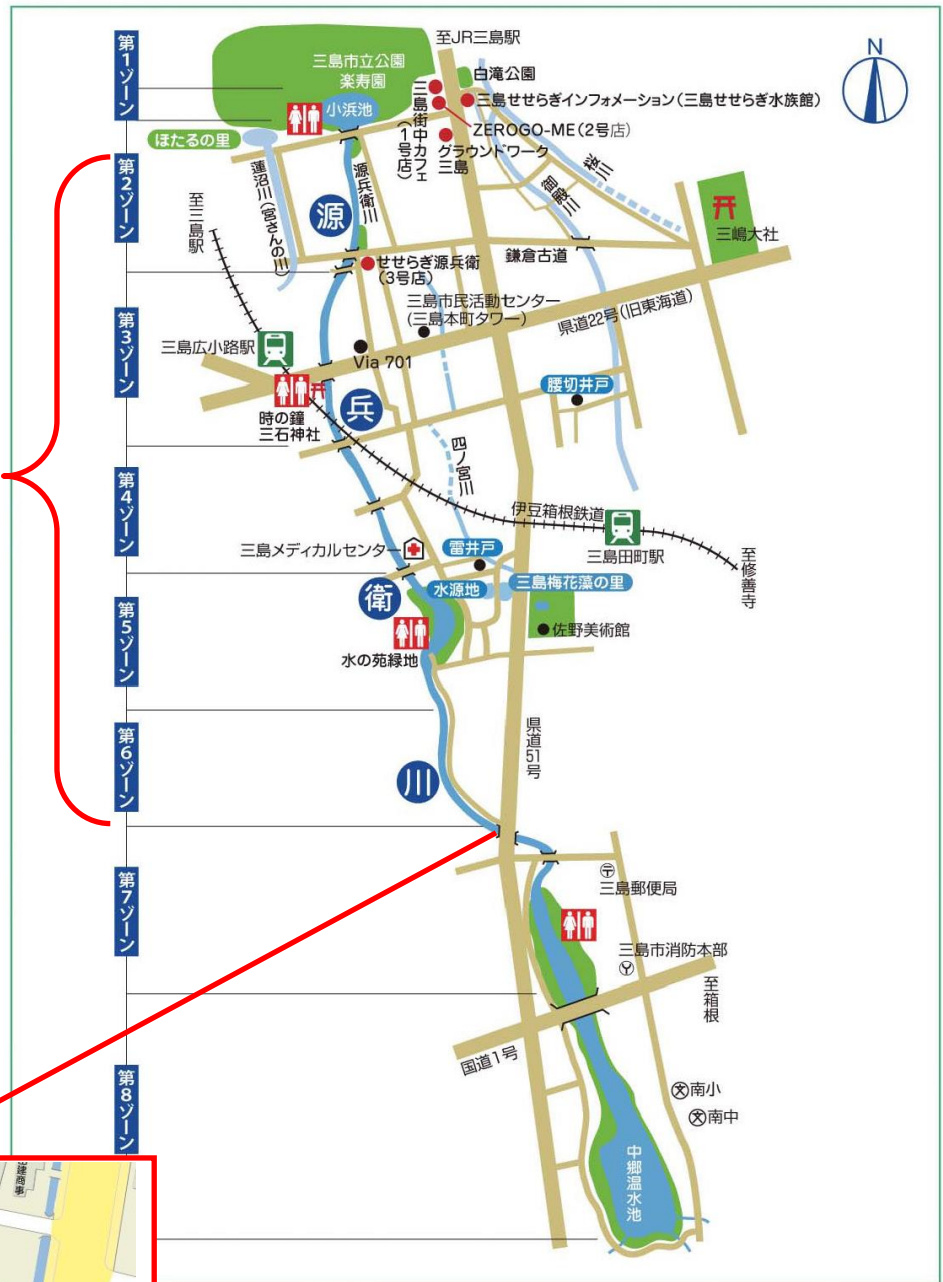 第1ゾーン
第2ゾーン
第3ゾーン
第4ゾーン
第5ゾーン
第6ゾーン
第7ゾーン
第8ゾーン
至JR三島駅
N
三島市立公園
楽寿園
小浜池
白滝公園
三島せせらぎインフォメーション(三島せせらぎ水族館)
ZEROGO-ME(2号店)
三島街中カフェ
(1号店)
グラウンドワーク
三島
ほたるの里
蓮沼川(宮さんの川)
源兵衛川
桜川
御殿川
三嶋大社
至三島駅
源
鎌倉古道
せせらぎ源兵衛
(3号店)
三島市民活動センター
(三島本町タワー)
県道22号(旧東海道)
三島広小路駅
Via 701
腰切井戸
時の鐘
三石神社
兵
四ノ宮川
伊豆箱根鉄道
三島田町駅
至修善寺
三島メディカルセンター
雷井戸
衛
水源地
三島梅花藻の里
佐野美術館
水の苑緑地
県道51号
川
三島郵便局
三島市消防本部
至箱根
国道1号
文南小
文南中
中郷温水池
建商事